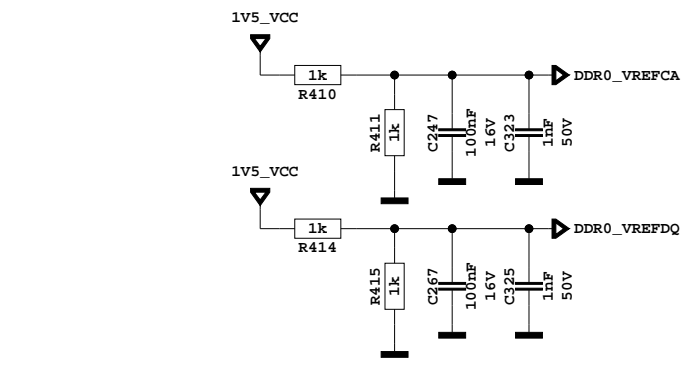 1V5_VCC
1k
R410
DDR0_VREFCA
R411
1k
C247
100nF
16V
C323
1nF
50V
1V5_VCC
1k
R414
DDR0_VREFDQ
R415
1k
C267
100nF
16V
C325
1nF
50V